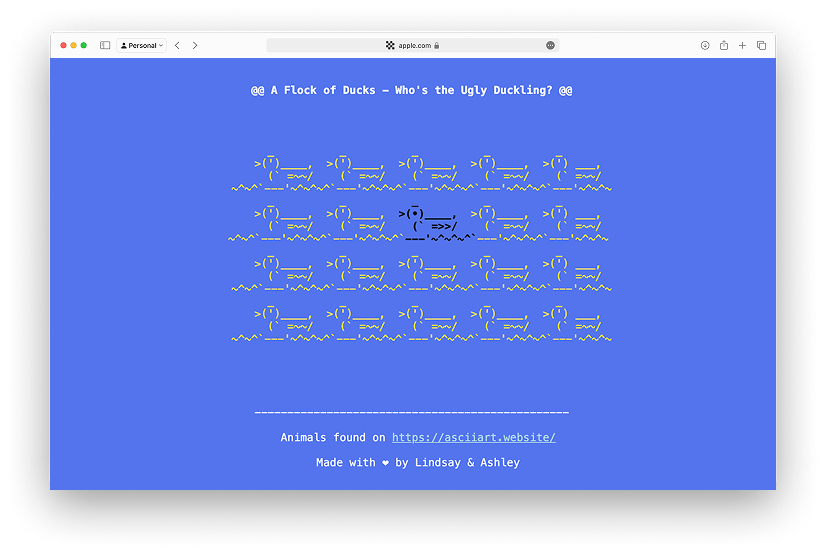 Personal
apple.com
@@ A Flock of Ducks – Who's the Ugly Duckling? @@
   _          _          _          _          _
 >(')____,  >(')____,  >(')____,  >(')____,  >(') ___,
   (` =~~/    (` =~~/    (` =~~/    (` =~~/    (` =~~/
~^~^`---'~^~^~^`---'~^~^~^`---'~^~^~^`---'~^~^~^`---'~^~^~
   _          _          _          _          _
 >(')____,  >(')____,  >(•)____,  >(')____,  >(') ___,
   (` =~~/    (` =~~/    (` =>>/    (` =~~/    (` =~~/
~^~^`---'~^~^~^`---'~^~^~^`---'~^~^~^`---'~^~^~^`---'~^~^~
   _          _          _          _          _
 >(')____,  >(')____,  >(')____,  >(')____,  >(') ___,
   (` =~~/    (` =~~/    (` =~~/    (` =~~/    (` =~~/
~^~^`---'~^~^~^`---'~^~^~^`---'~^~^~^`---'~^~^~^`---'~^~^~
   _          _          _          _          _
 >(')____,  >(')____,  >(')____,  >(')____,  >(') ___,
   (` =~~/    (` =~~/    (` =~~/    (` =~~/    (` =~~/
~^~^`---'~^~^~^`---'~^~^~^`---'~^~^~^`---'~^~^~^`---'~^~^~
________________________________________________
Animals found on https://asciiart.website/
Made with ❤ by Lindsay & Ashley